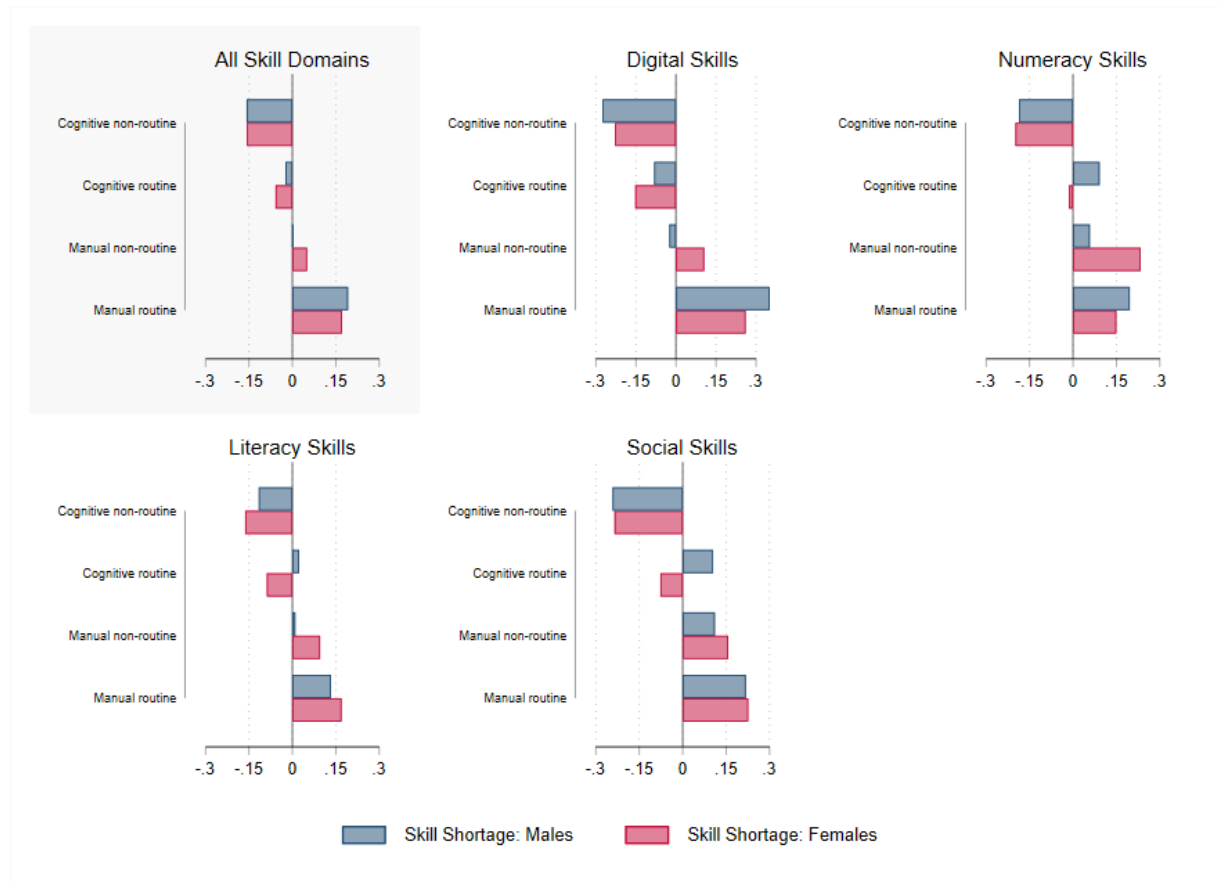 All Skill Domains
Cognitive non-routine
Cognitive routine
Manual non-routine
Manual routine
-.3 -.15 0 .15 .3
Digital Skills
Cognitive non-routine
Cognitive routine
Manual non-routine
Manual routine
-.3 -.15 0 .15 .3
Numeracy Skills
Cognitive non-routine
Cognitive routine
Manual non-routine
Manual routine
-.3 -.15 0 .15 .3
Literacy Skills
Cognitive non-routine
Cognitive routine
Manual non-routine
Manual routine
-.3 -.15 0 .15 .3
Social Skills
Cognitive non-routine
Cognitive routine
Manual non-routine
Manual routine
-.3 -.15 0 .15 .3
Skill Shortage: Males Skill Shortage: Females